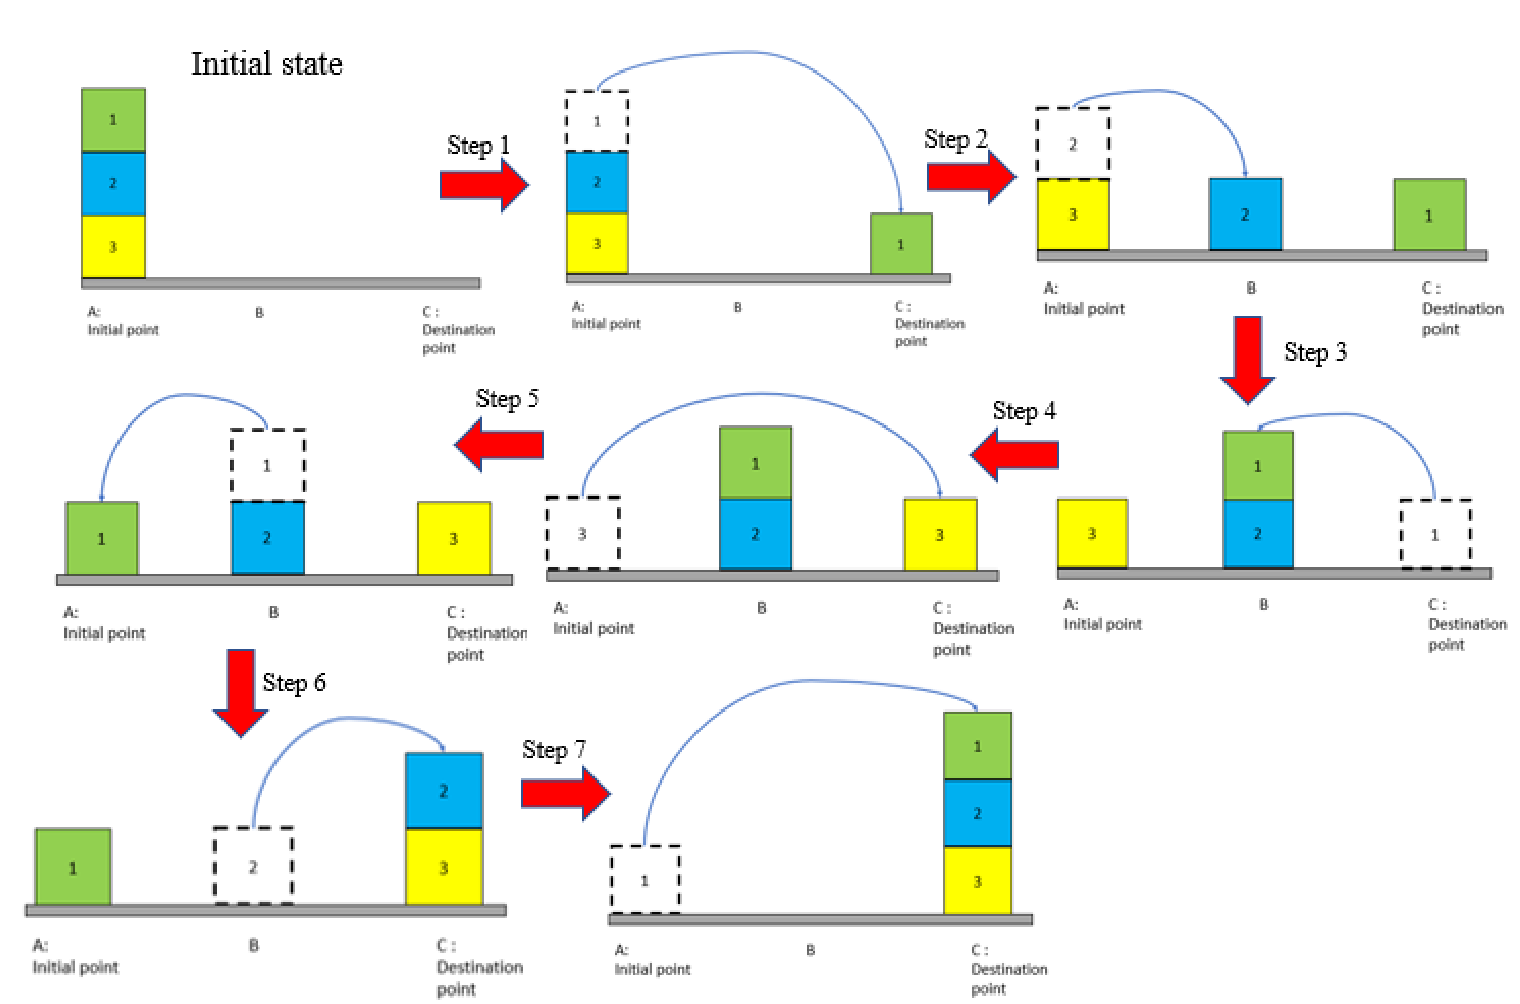 Initial state
1
2
3
A:
Initial point
B
C :
Destination
point
Step 1
1
2
3
1
A:
Initial point
B
C :
Destination
point
Step 2
2
3
2
1
A:
Initial point
B
C :
Destination
point
Step 3
1
3
2
1
A:
Initial point
B
C :
Destination
point
Step 4
1
3
2
3
A:
Initial point
B
C :
Destination
point
Step 5
1
1
2
3
A:
Initial point
B
C :
Destination
point
Step 6
2
1
2
3
A:
Initial point
B
C :
Destination
point
Step 7
1
2
1
3
A:
Initial point
B
C :
Destination
point